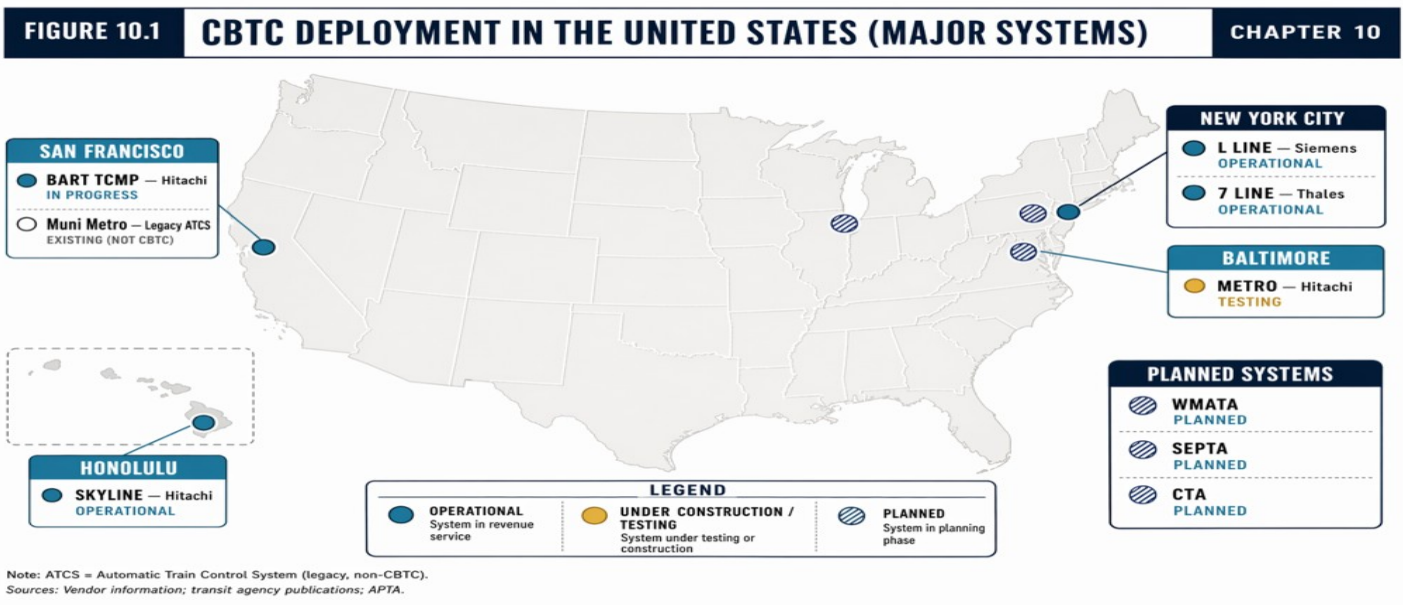 FIGURE 10.1
CBTC DEPLOYMENT IN THE UNITED STATES (MAJOR SYSTEMS)
CHAPTER 10
SAN FRANCISCO
BART TCMP — Hitachi
IN PROGRESS
Muni Metro — Legacy ATCS
EXISTING (NOT CBTC)
NEW YORK CITY
L LINE — Siemens
OPERATIONAL
7 LINE — Thales
OPERATIONAL
BALTIMORE
METRO — Hitachi
TESTING
HONOLULU
SKYLINE — Hitachi
OPERATIONAL
PLANNED SYSTEMS
WMATA
PLANNED
SEPTA
PLANNED
CTA
PLANNED
LEGEND
OPERATIONAL
System in revenue
service
UNDER CONSTRUCTION /
TESTING
System under testing or
construction
PLANNED
System in planning
phase
Note: ATCS = Automatic Train Control System (legacy, non-CBTC).
Sources: Vendor information; transit agency publications; APTA.